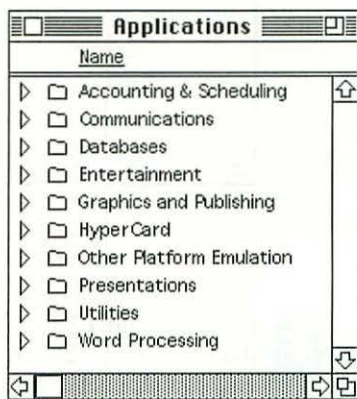 Applications
Name
Accounting & Scheduling
Communications
Databases
Entertainment
Graphics and Publishing
HyperCard
Other Platform Emulation
Presentations
Utilities
Word Processing